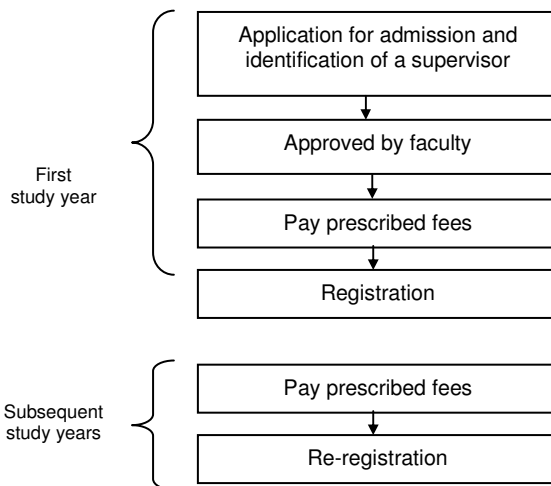 Application for admission and
identification of a supervisor
Approved by faculty
First
study year
Pay prescribed fees
Registration
Pay prescribed fees
Subsequent
study years
Re-registration